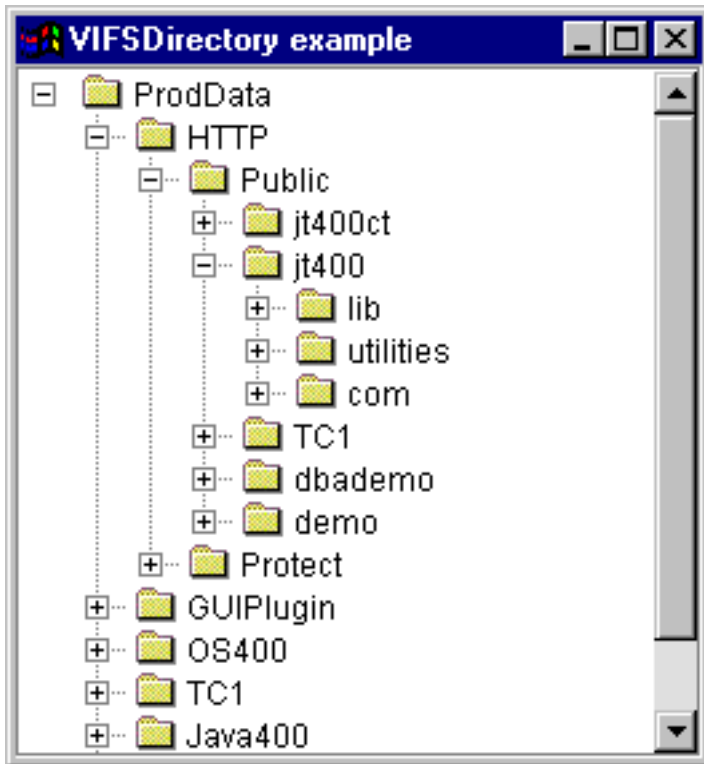 VIFSDirectory example
ProdData
HTTP
Public
jt400ct
jt400
lib
utilities
com
TC1
dbademo
demo
Protect
GUIPlugin
OS400
TC1
Java400